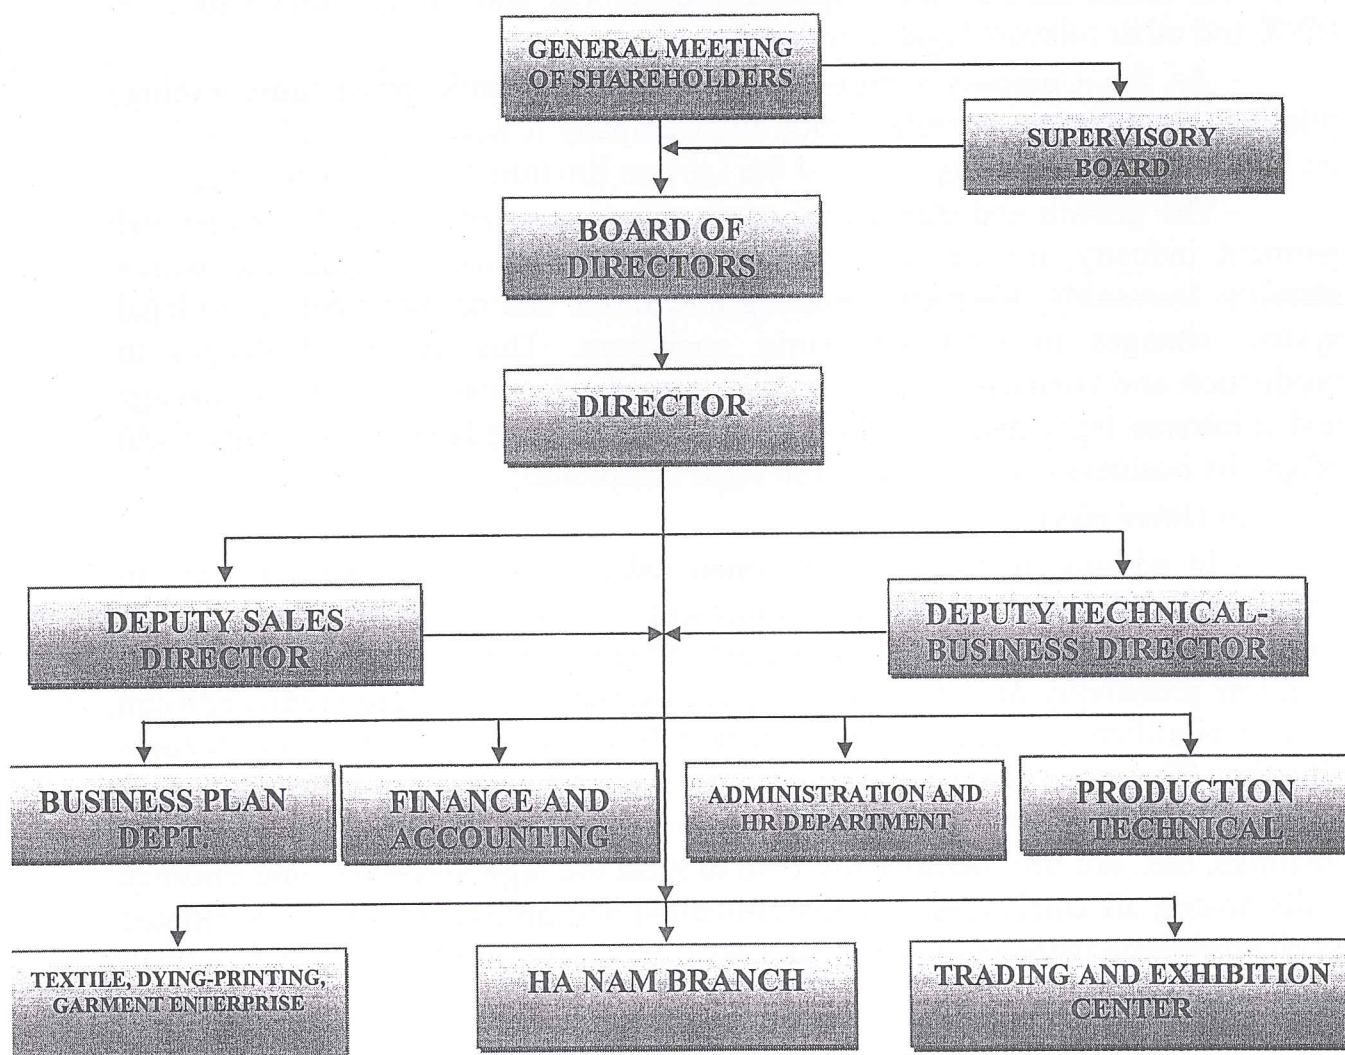 GENERAL MEETING
OF SHAREHOLDERS
SUPERVISORY
BOARD
BOARD OF
DIRECTORS
DIRECTOR
DEPUTY SALES
DIRECTOR
DEPUTY TECHNICAL-
BUSINESS DIRECTOR
BUSINESS PLAN
DEPT.
FINANCE AND
ACCOUNTING
ADMINISTRATION AND
HR DEPARTMENT
PRODUCTION
TECHNICAL
TEXTILE, DYING-PRINTING,
GARMENT ENTERPRISE
HA NAM BRANCH
TRADING AND EXHIBITION
CENTER